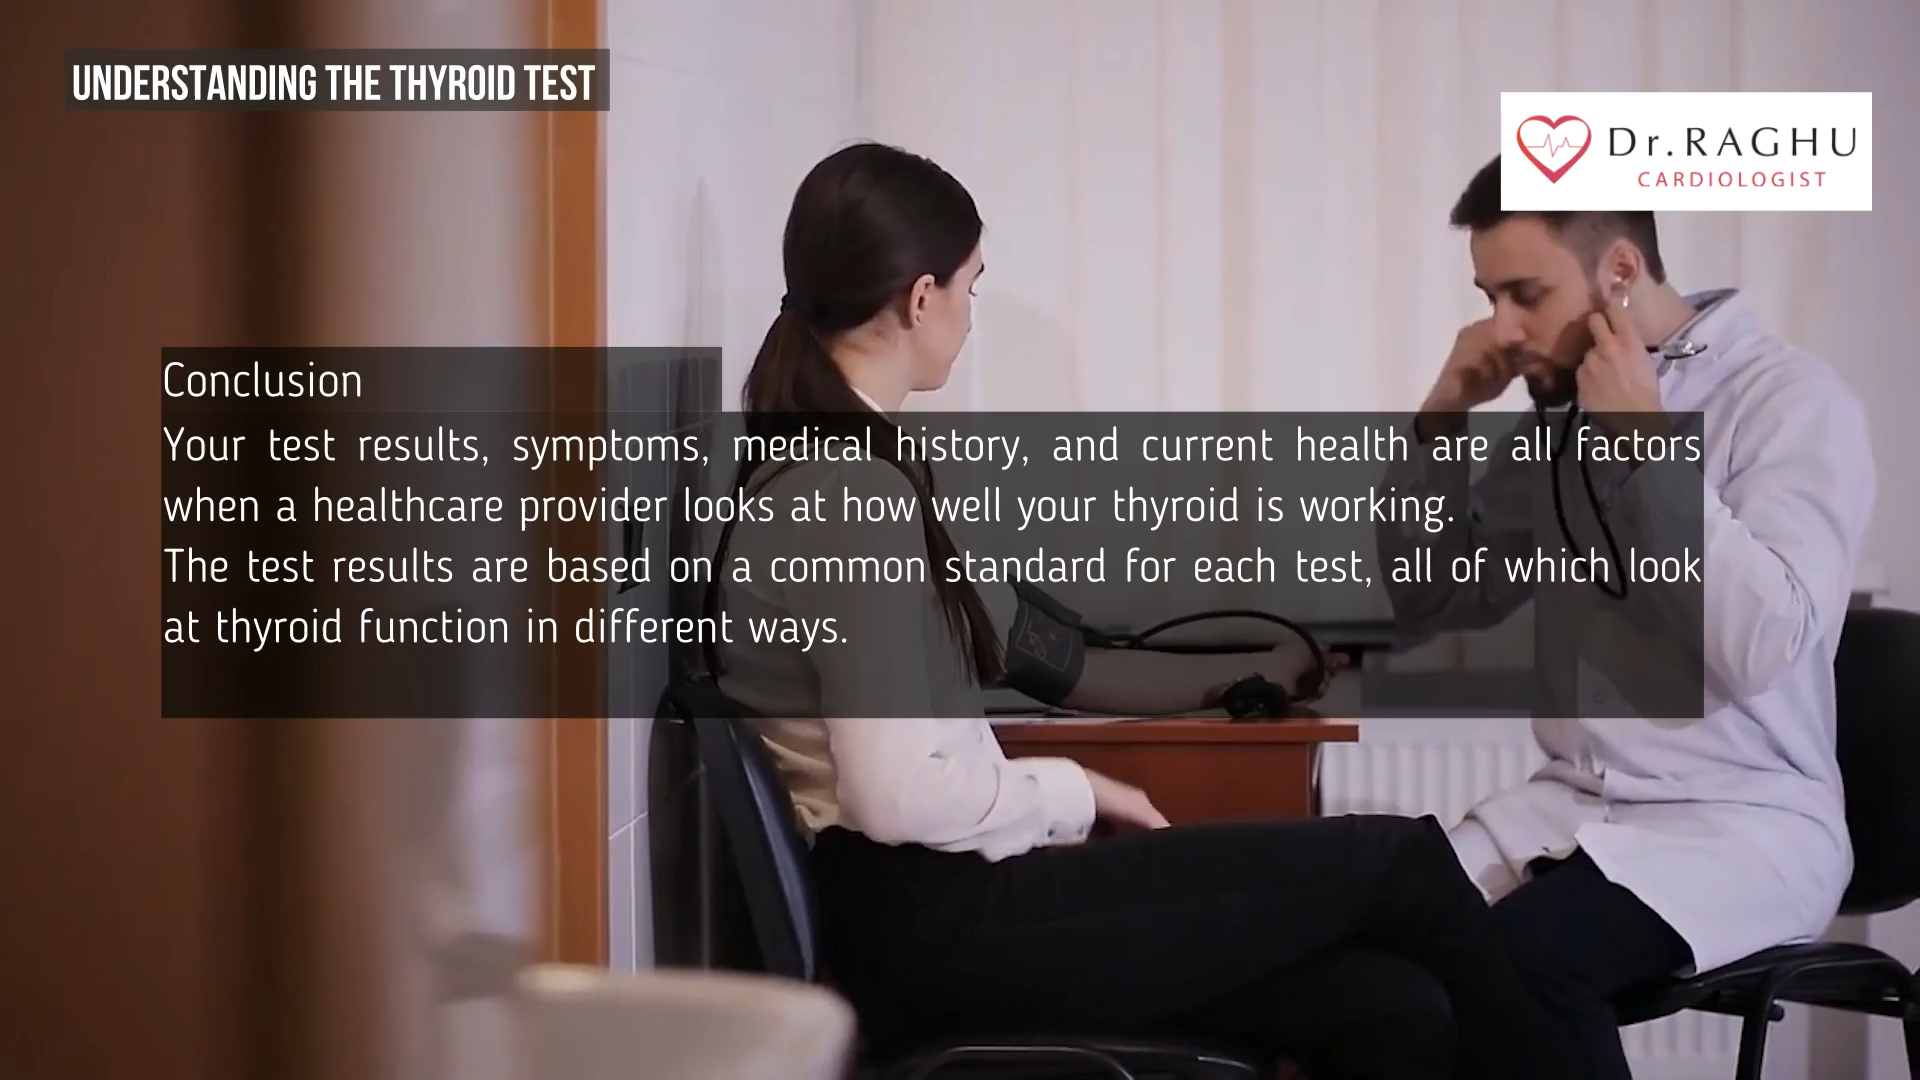 UNDERSTANDING THE THYROID TEST
Dr.RAGHU
CARDIOLOGIST
Conclusion
Your test results, symptoms, medical history, and current health are all factors
when a healthcare provider looks at how well your thyroid is working.
The test results are based on a common standard for each test, all of which look
at thyroid function in different ways.